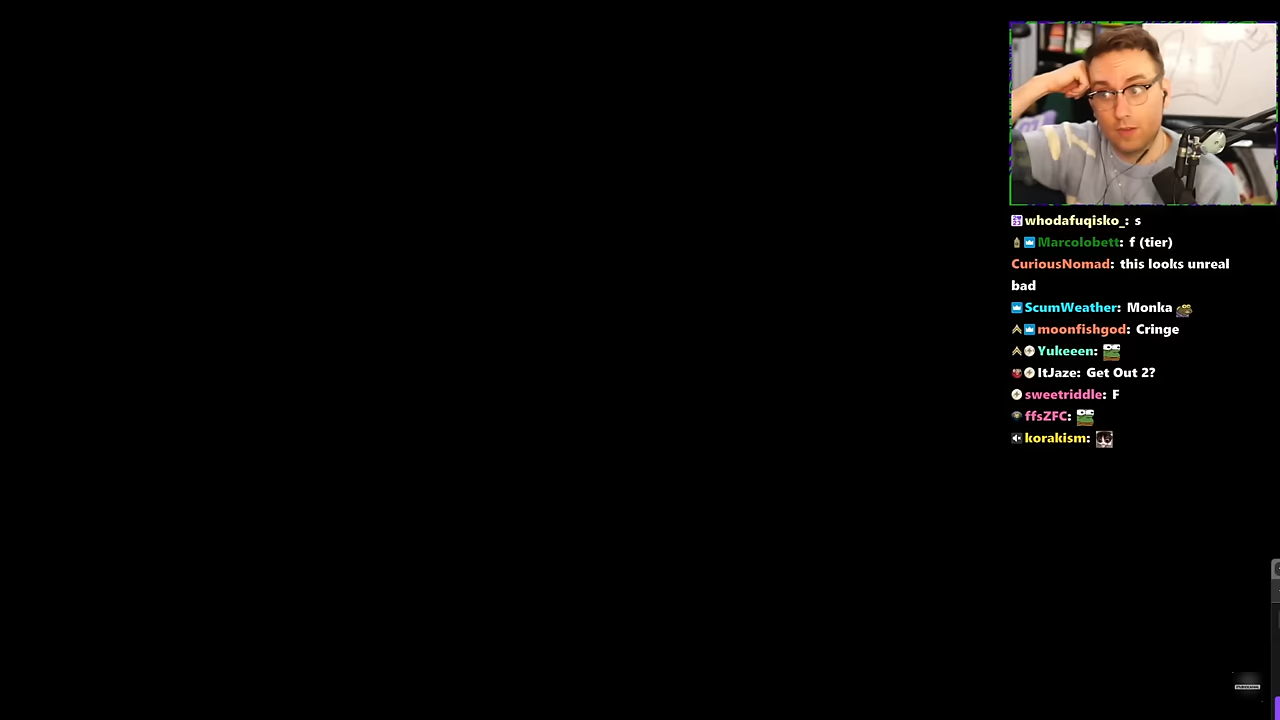 whodafuqisko_: s
Marcolobett: f (tier)
CuriousNomad: this looks unreal
bad
ScumWeather: Monka
moonfishgod: Cringe
Yukeeen:
ItJaze: Get Out 2?
sweetriddle: F
ffsZFC:
korakism: